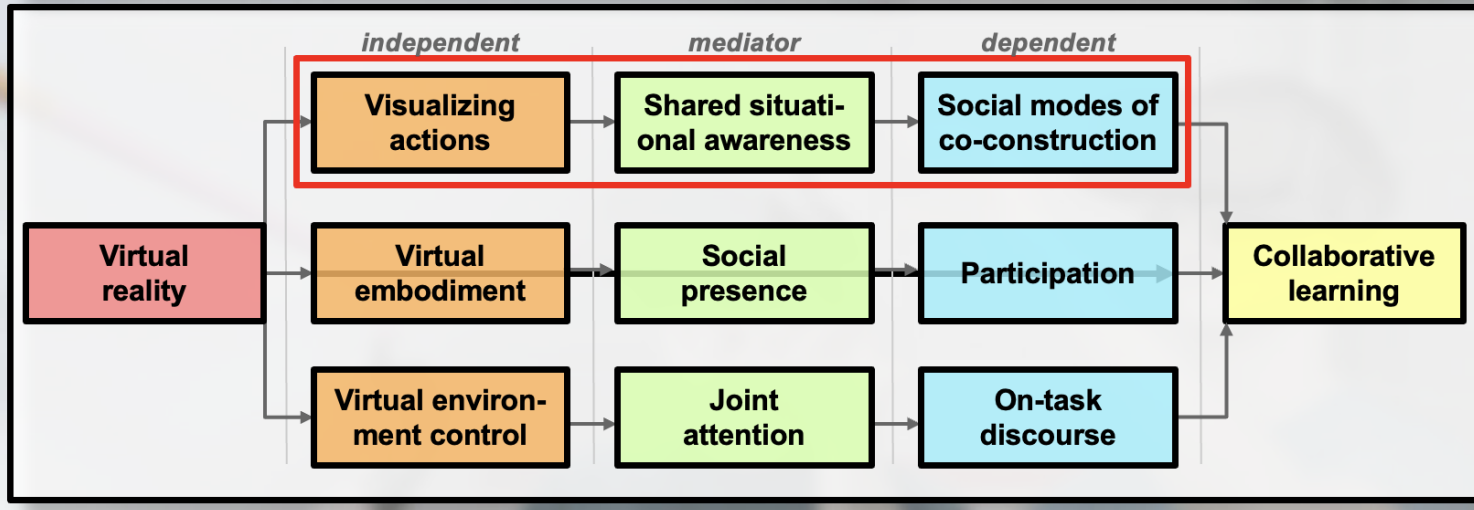 independent
mediator
dependent
Visualizing
actions
Shared situati-
onal awareness
Social modes of
co-construction
Virtual
reality
Virtual
embodiment
Social
presence
Participation
Collaborative
learning
Virtual environ-
ment control
Joint
attention
On-task
discourse